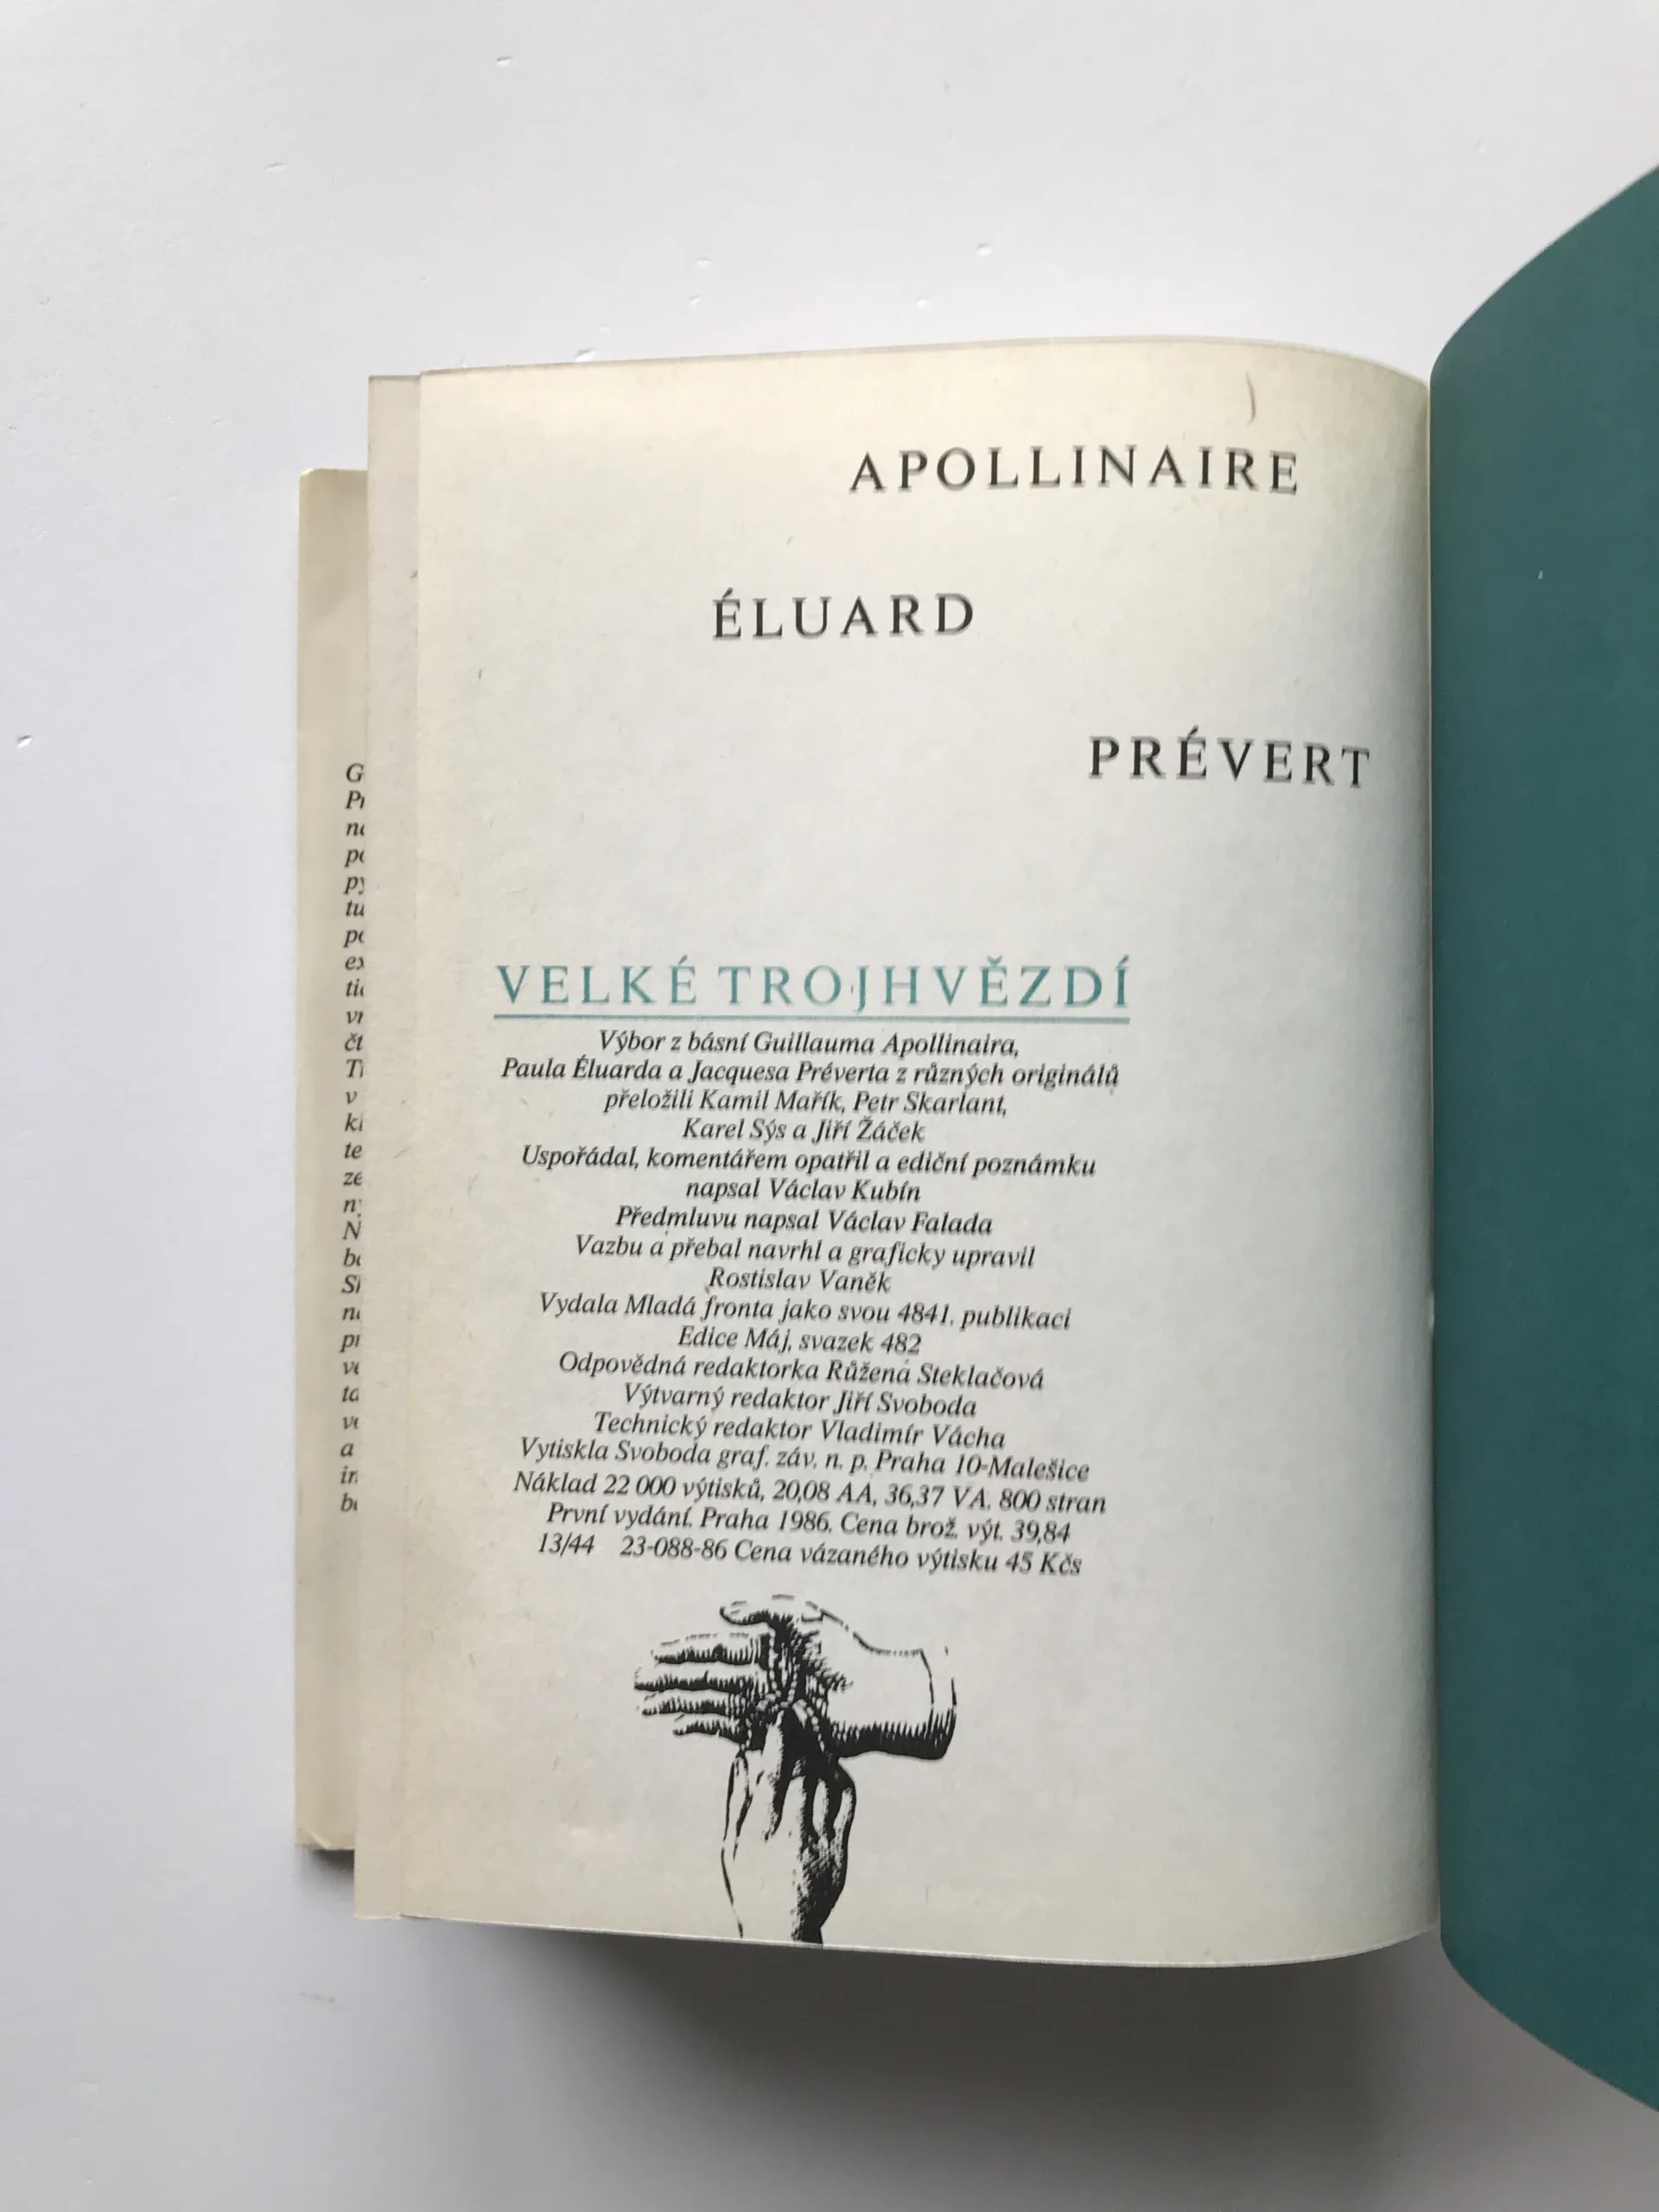 APOLLINAIRE
ÉLUARD
PRÉVERT
VELKÉ TROJHVĚZDÍ
Výbor z básní Guillauma Apollinaira,
Paula Éluarda a Jacquesa Préverta z různých originálů
přeložili Kamil Mařík, Petr Skarlant,
Karel Sýs a Jiří Žáček
Uspořádal, komentářem opatřil a ediční poznámku
napsal Václav Kubín
Předmluvu napsal Václav Falada
Vazbu a přebal navrhl a graficky upravil
Rostislav Vaněk
Vydala Mladá fronta jako svou 4841. publikaci
Edice Máj, svazek 482
Odpovědná redaktorka Růžena Steklačová
Výtvarný redaktor Jiří Svoboda
Technický redaktor Vladimír Vácha
Vytiskla Svoboda graf. záv. n. p. Praha 10-Malešice
Náklad 22 000 výtisků, 20,08 AA, 36,37 VA. 800 stran
První vydání. Praha 1986. Cena brož. výt. 39,84
13/44 23-088-86 Cena vázaného výtisku 45 Kčs